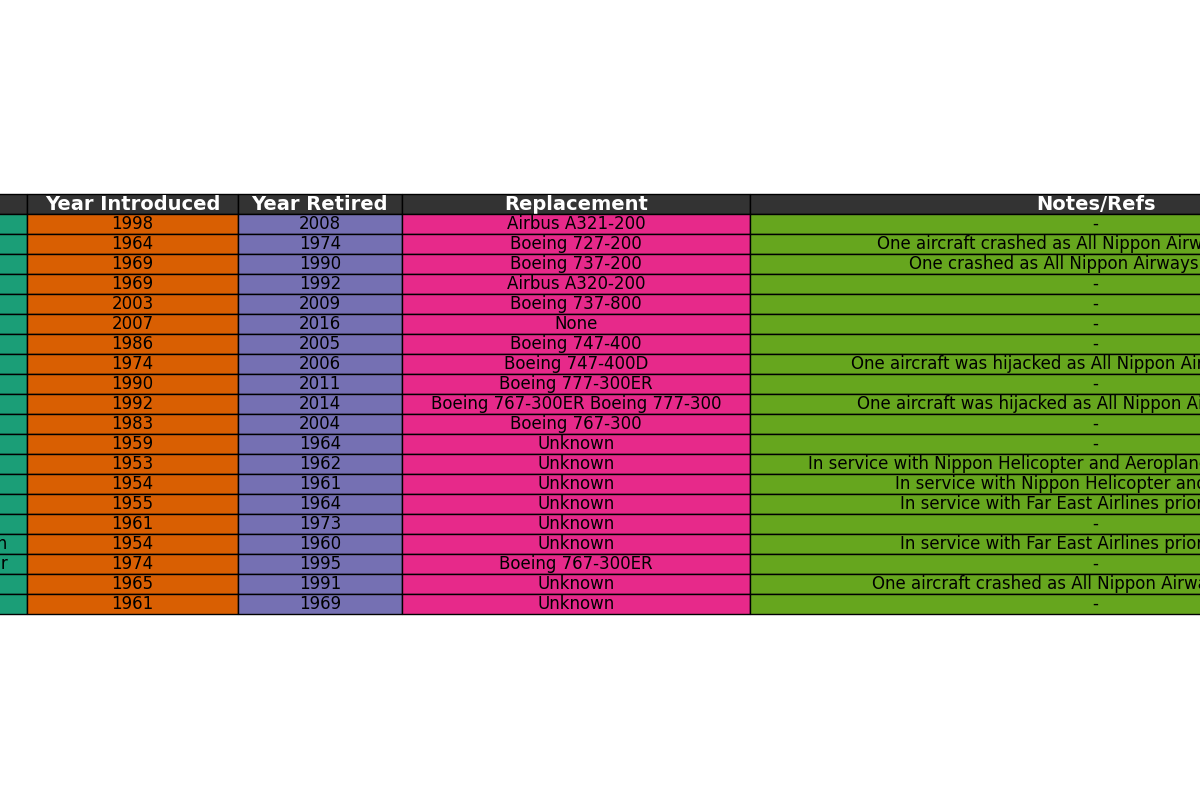 Year Introduced Year Retired Replacement Notes/Refs
1998 2008 Airbus A321-200 -
1964 1974 Boeing 727-200 One aircraft crashed as All Nippon
1969 1990 Boeing 737-200 One crashed as All Nippon Airways
1969 1992 Airbus A320-200 -
2003 2009 Boeing 737-800 -
2007 2016 None -
1986 2005 Boeing 747-400 -
1974 2006 Boeing 747-400D One aircraft was hijacked as All Nippon
1990 2011 Boeing 777-300ER -
1992 2014 Boeing 767-300ER Boeing 777-300 One aircraft was hijacked as All Nippon
1983 2004 Boeing 767-300 -
1959 1964 Unknown -
1953 1962 Unknown In service with Nippon Helicopter and
1954 1961 Unknown In service with Nippon Helicopter
1955 1964 Unknown In service with Far East Airlines
1961 1973 Unknown -
1954 1960 Unknown In service with Far East Airlines
1974 1995 Boeing 767-300ER -
1965 1991 Unknown One aircraft crashed as All Nippon
1961 1969 Unknown -